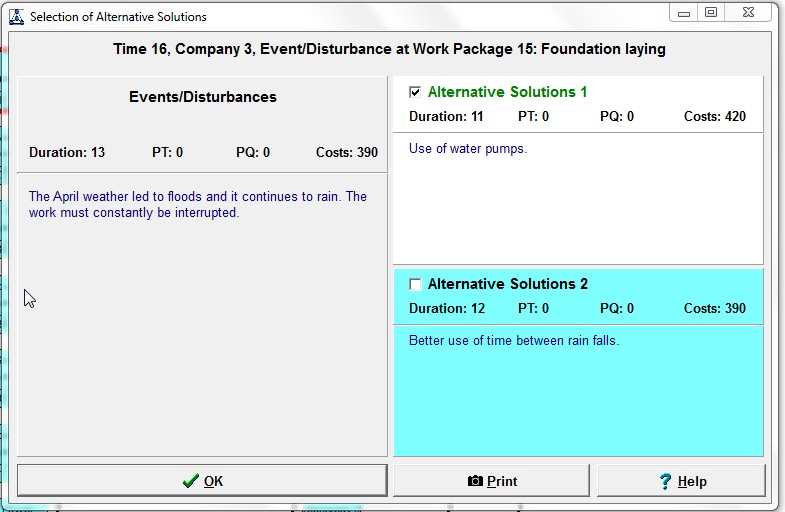 Selection of Alternative Solutions
Time 16, Company 3, Event/Disturbance at Work Package 15: Foundation laying
Events/Disturbances
Duration: 13 PT: 0 PQ: 0 Costs: 390
The April weather led to floods and it continues to rain. The
work must constantly be interrupted.
Alternative Solutions 1
Duration: 11 PT: 0 PQ: 0 Costs: 420
Use of water pumps.
Alternative Solutions 2
Duration: 12 PT: 0 PQ: 0 Costs: 390
Better use of time between rain falls.
OK
Print
? Help